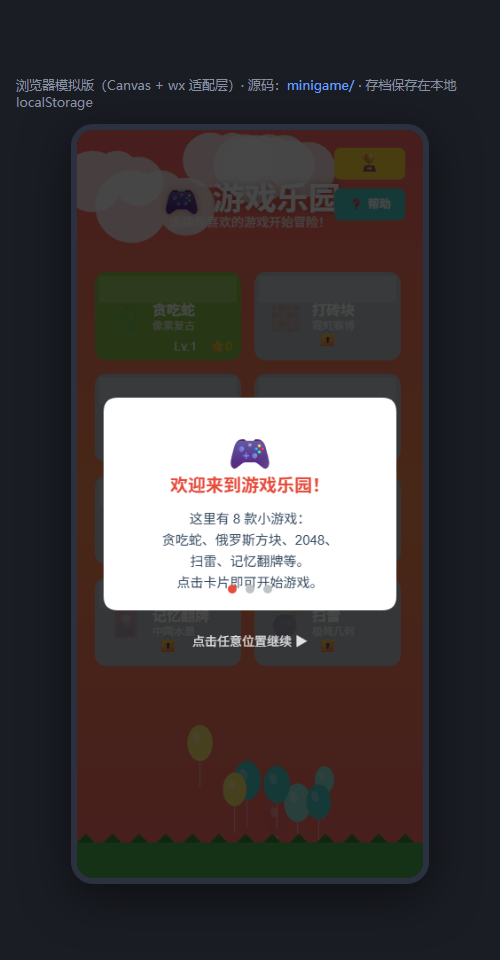 浏览器模拟版（Canvas + wx 适配层）· 源码：minigame/ · 存档保存在本地
localStorage
游戏乐园
喜欢的游戏开始冒险！
帮助
贪吃蛇
像素复古
Lv.1
0
打砖块
欢迎来到游戏乐园！
这里有 8 款小游戏：
贪吃蛇、俄罗斯方块、2048、
扫雷、记忆翻牌等。
点击卡片即可开始游戏。
记忆翻牌
扫雷
点击任意位置继续 ▶